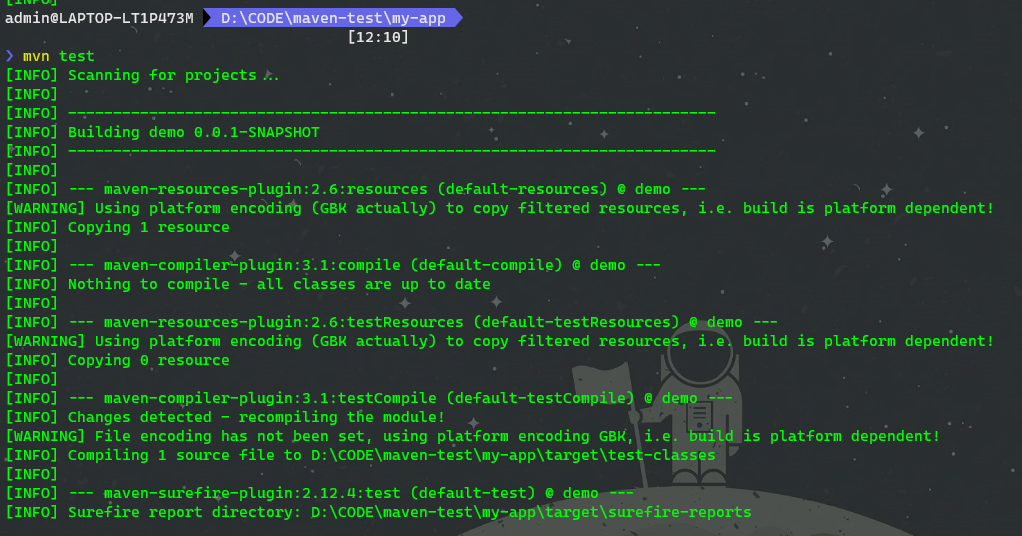 [INFO]
admin@LAPTOP-LT1P473M D:\CODE\maven-test\my-app
[12:10]
❯ mvn test
[INFO] Scanning for projects...
[INFO]
[INFO] ------------------------------------------------------------------------
[INFO] Building demo 0.0.1-SNAPSHOT
[INFO] ------------------------------------------------------------------------
[INFO]
[INFO] --- maven-resources-plugin:2.6:resources (default-resources) @ demo ---
[WARNING] Using platform encoding (GBK actually) to copy filtered resources, i.e. build is platform dependent!
[INFO] Copying 1 resource
[INFO]
[INFO] --- maven-compiler-plugin:3.1:compile (default-compile) @ demo ---
[INFO] Nothing to compile - all classes are up to date
[INFO]
[INFO] --- maven-resources-plugin:2.6:testResources (default-testResources) @ demo ---
[WARNING] Using platform encoding (GBK actually) to copy filtered resources, i.e. build is platform dependent!
[INFO] Copying 0 resource
[INFO]
[INFO] --- maven-compiler-plugin:3.1:testCompile (default-testCompile) @ demo ---
[INFO] Changes detected - recompiling the module!
[WARNING] File encoding has not been set, using platform encoding GBK, i.e. build is platform dependent!
[INFO] Compiling 1 source file to D:\CODE\maven-test\my-app\target\test-classes
[INFO]
[INFO] --- maven-surefire-plugin:2.12.4:test (default-test) @ demo ---
[INFO] Surefire report directory: D:\CODE\maven-test\my-app\target\surefire-reports